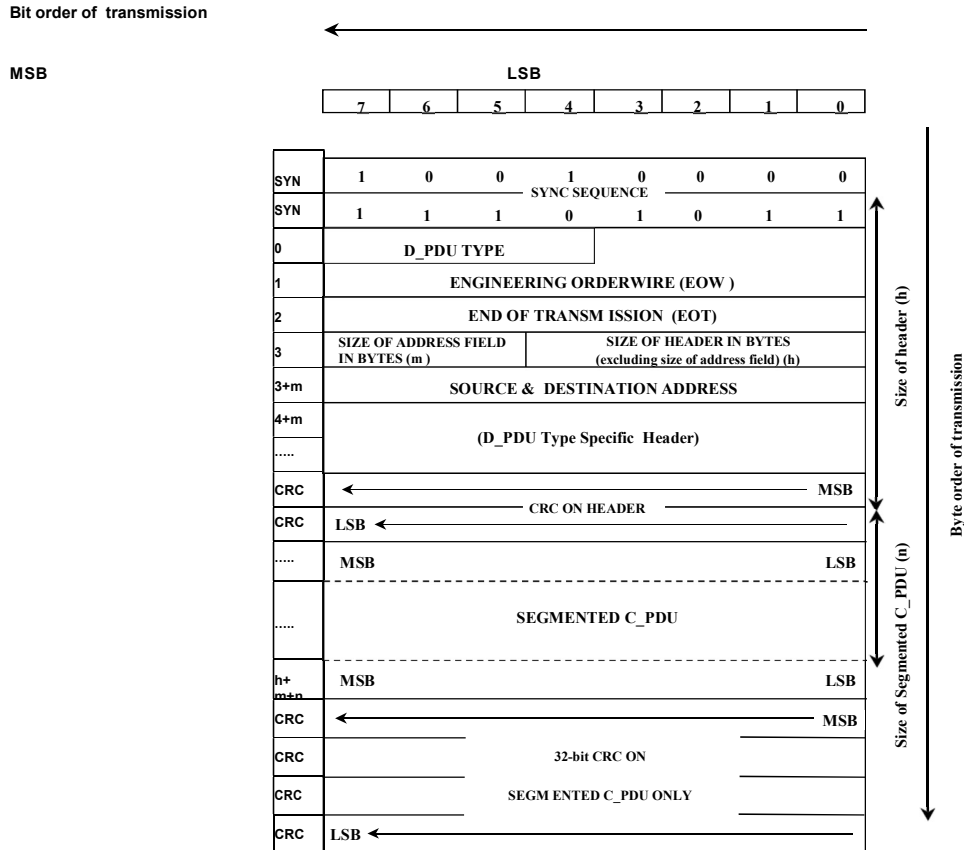 Bit order of transmission
MSB LSB
7 6 5 4 3 2 1 0
SYN 1 0 0 1 0 0 0 0
SYNC SEQUENCE
SYN 1 1 1 0 1 0 1 1
0 D_PDU TYPE
1 ENGINEERING ORDERWIRE (EOW )
2 END OF TRANSM ISSION (EOT)
3 SIZE OF ADDRESS FIELD IN BYTES (m ) SIZE OF HEADER IN BYTES (excluding size of address field) (h)
3+m SOURCE & DESTINATION ADDRESS
4+m
(D_PDU Type Specific Header)
.....
CRC MSB
CRC ON HEADER
CRC LSB
..... MSB LSB
..... SEGMENTED C_PDU
h+ m+n MSB LSB
CRC MSB
CRC 32-bit CRC ON
CRC SEGM ENTED C_PDU ONLY
CRC LSB
Size of header (h)
Size of Segmented C_PDU (n)
Byte order of transmission